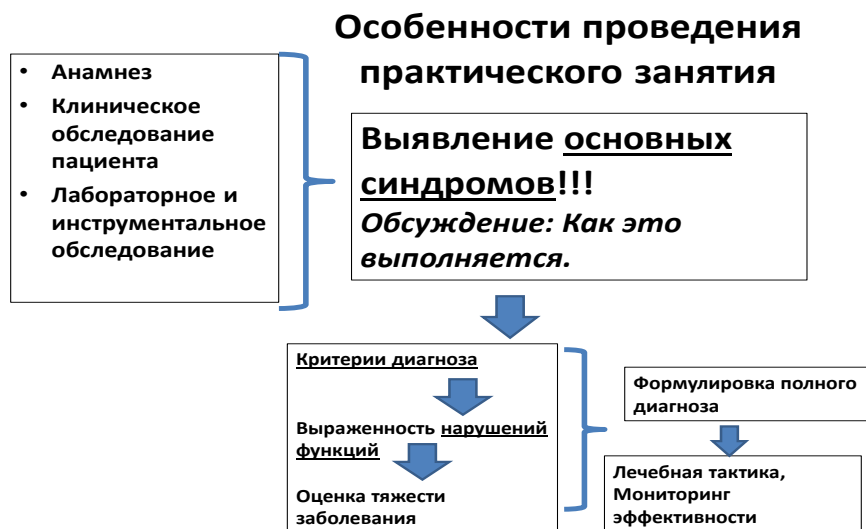 Особенности проведения
практического занятия
• Анамнез
• Клиническое
обследование
пациента
• Лабораторное и
инструментальное
обследование
Выявление основных
синдромов!!!
Обсуждение: Как это
выполняется.
Критерии диагноза
Выраженность нарушений
функций
Оценка тяжести
заболевания
Формулировка полного
диагноза
Лечебная тактика,
Мониторинг
эффективности